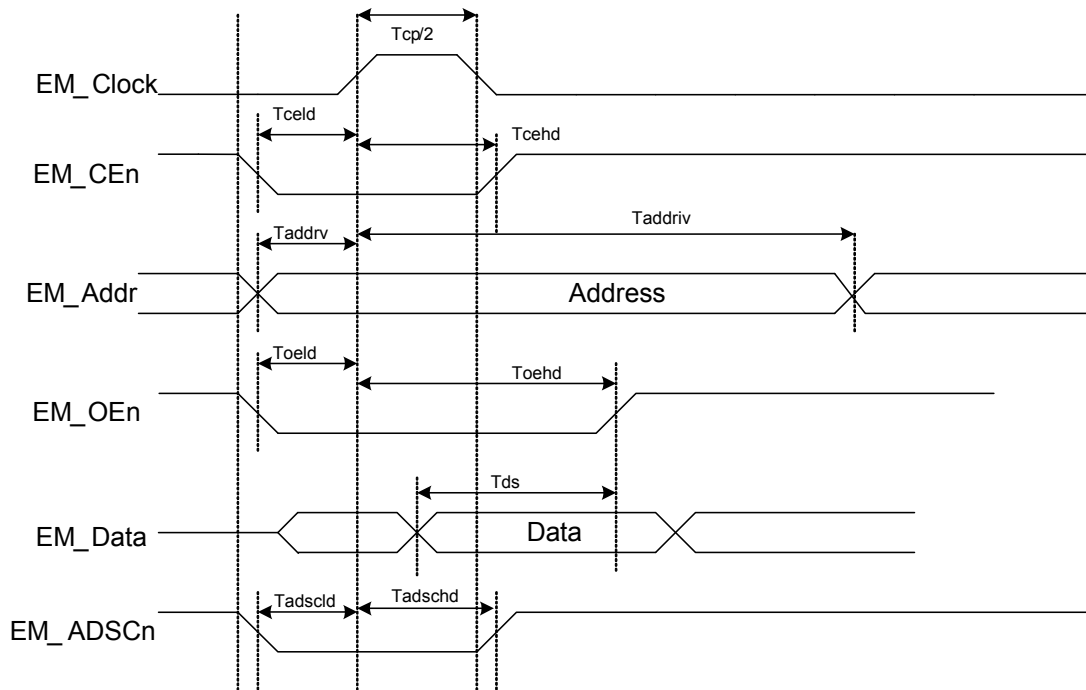 Tcp/2
EM_Clock
Tceld
Tcehd
EM_CEn
Taddrv
Taddriv
EM_Addr
Address
Toeld
Toehd
EM_OEn
Tds
EM_Data
Data
Tadscld
Tadschd
EM_ADSCn